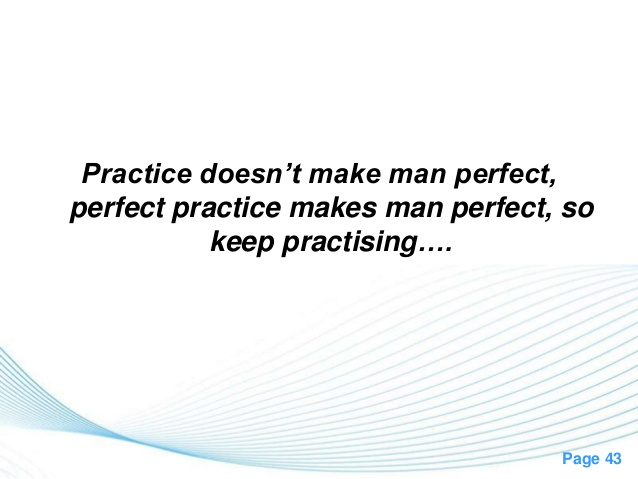 Practice doesn’t make man perfect,
perfect practice makes man perfect, so
keep practising….
Page 43